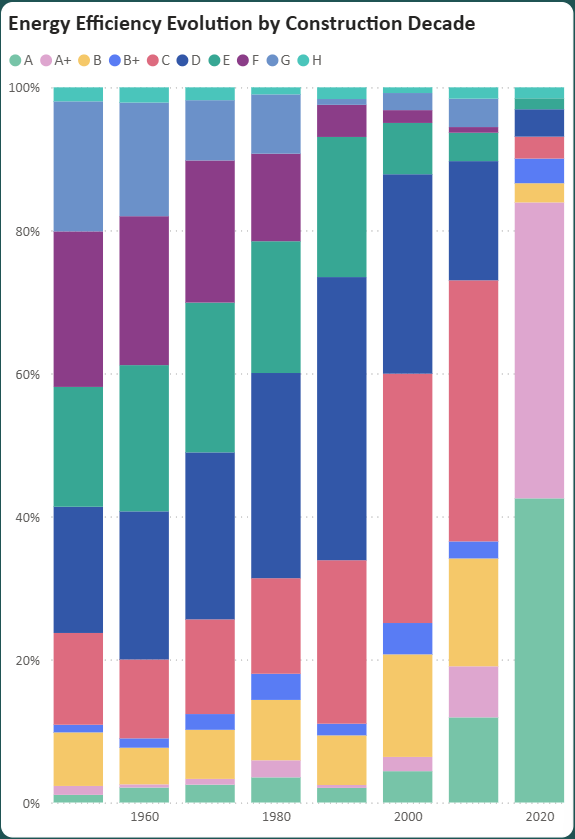 Energy Efficiency Evolution by Construction Decade
A A+ B B+ C D E F G H
100%
80%
60%
40%
20%
0%
1960 1980 2000 2020